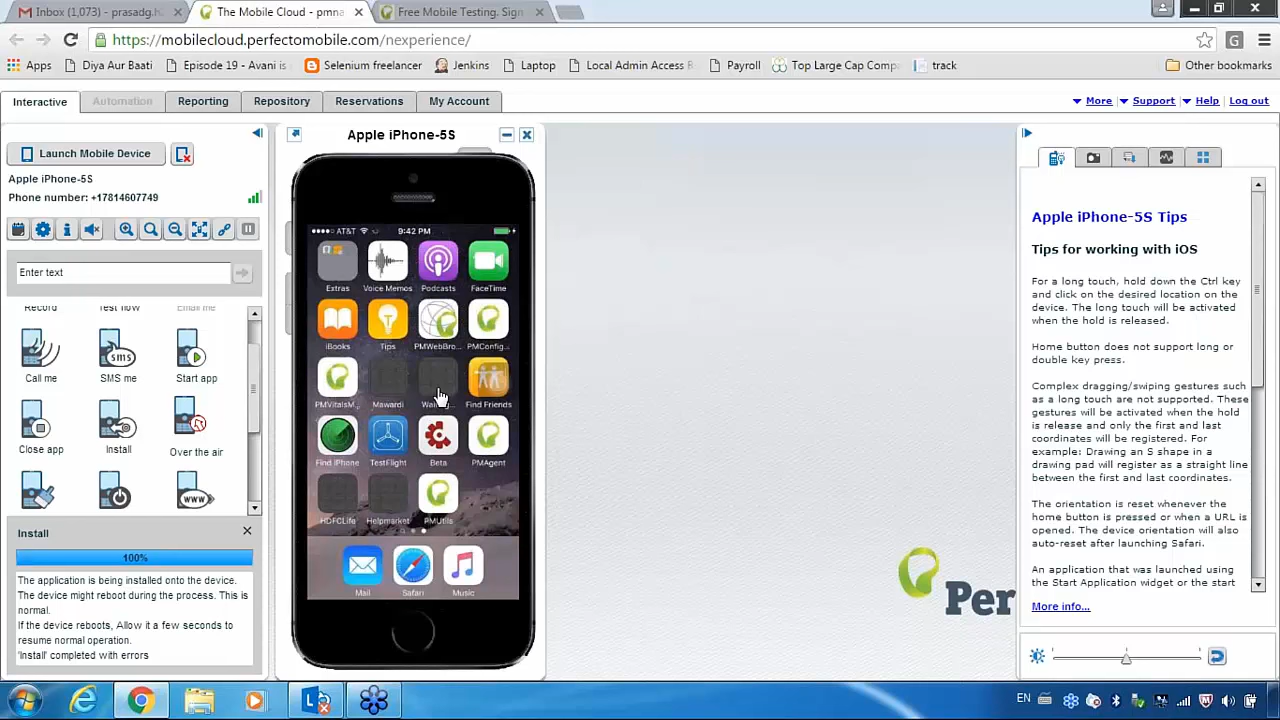 Inbox (1,073) - prasadg.
The Mobile Cloud - pmna
Free Mobile Testing. Sign
https://mobilecloud.perfectomobile.com/nexperience/
G
Apps
Diya Aur Baati
Episode 19 - Avani is
Selenium freelancer
Jenkins
Laptop
Local Admin Access R
Payroll
Top Large Cap Comp
track
Other bookmarks
Interactive
Automation
Reporting
Repository
Reservations
My Account
More
Support
Help
Log out
Launch Mobile Device
Apple iPhone-5S
Phone number: +17814607749
Enter text
Record
Test now
Email me
Call me
SMS me
Start app
Close app
Install
Over the air
Install
100%
The application is being installed onto the device.
The device might reboot during the process. This is
normal.
If the device reboots, Allow it a few seconds to
resume normal operation.
'Install' completed with errors
Apple iPhone-5S
AT&T
9:42 PM
Extras
Voice Memos
Podcasts
FaceTime
iBooks
Tips
PMWebBro...
PMConfig...
PMVitalsM...
Mawardi
Find Friends
Find iPhone
TestFlight
Beta
PMAgent
HDFCLife
Helpmarket
PMUtils
Mail
Safari
Music
Per
Apple iPhone-5S Tips
Tips for working with iOS
For a long touch, hold down the Ctrl key
and click on the desired location on the
device. The long touch will be activated
when the hold is released.
Home button does not support long or
double key press.
Complex dragging/swiping gestures such
as a long touch are not supported. These
gestures will be activated when the hold
is release and only the first and last
coordinates will be registered. For
example: Drawing an S shape in a
drawing pad will register as a straight line
between the first and last coordinates.
The orientation is reset whenever the
home button is pressed or when a URL is
opened. The device orientation will also
auto-reset after launching Safari.
An application that was launched using
the Start Application widget or the start
More info...
EN